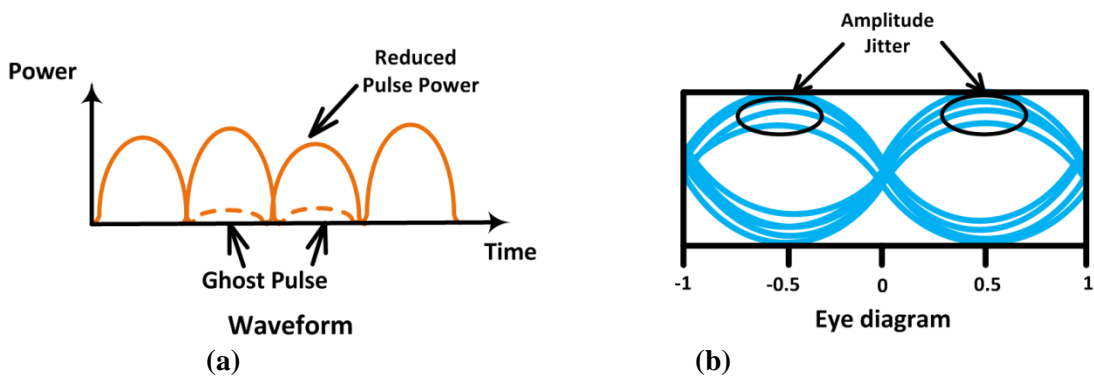 Power
Reduced
Pulse Power
Time
Ghost Pulse
Waveform
(a)
Amplitude
Jitter
-1
-0.5
0
0.5
1
Eye diagram
(b)